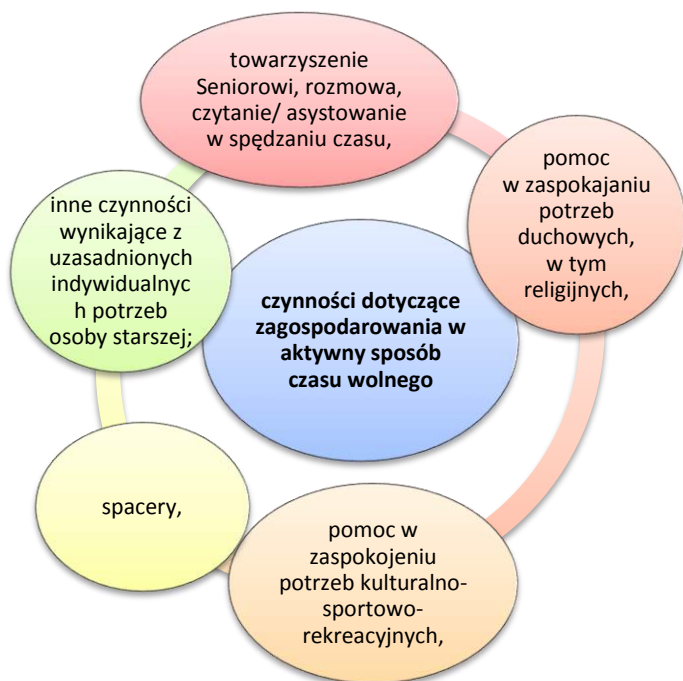 towarzyszenie
Seniorowi, rozmowa,
czytanie/ asystowanie
w spędzaniu czasu,
pomoc
w zaspokajaniu
potrzeb
duchowych,
w tym
religijnych,
pomoc w
zaspokojeniu
potrzeb kulturalno-
sportowo-
rekreacyjnych,
spacery,
inne czynności
wynikające z
uzasadnionych
indywidualnyc
h potrzeb
osoby starszej;
czynności dotyczące
zagospodarowania w
aktywny sposób
czasu wolnego